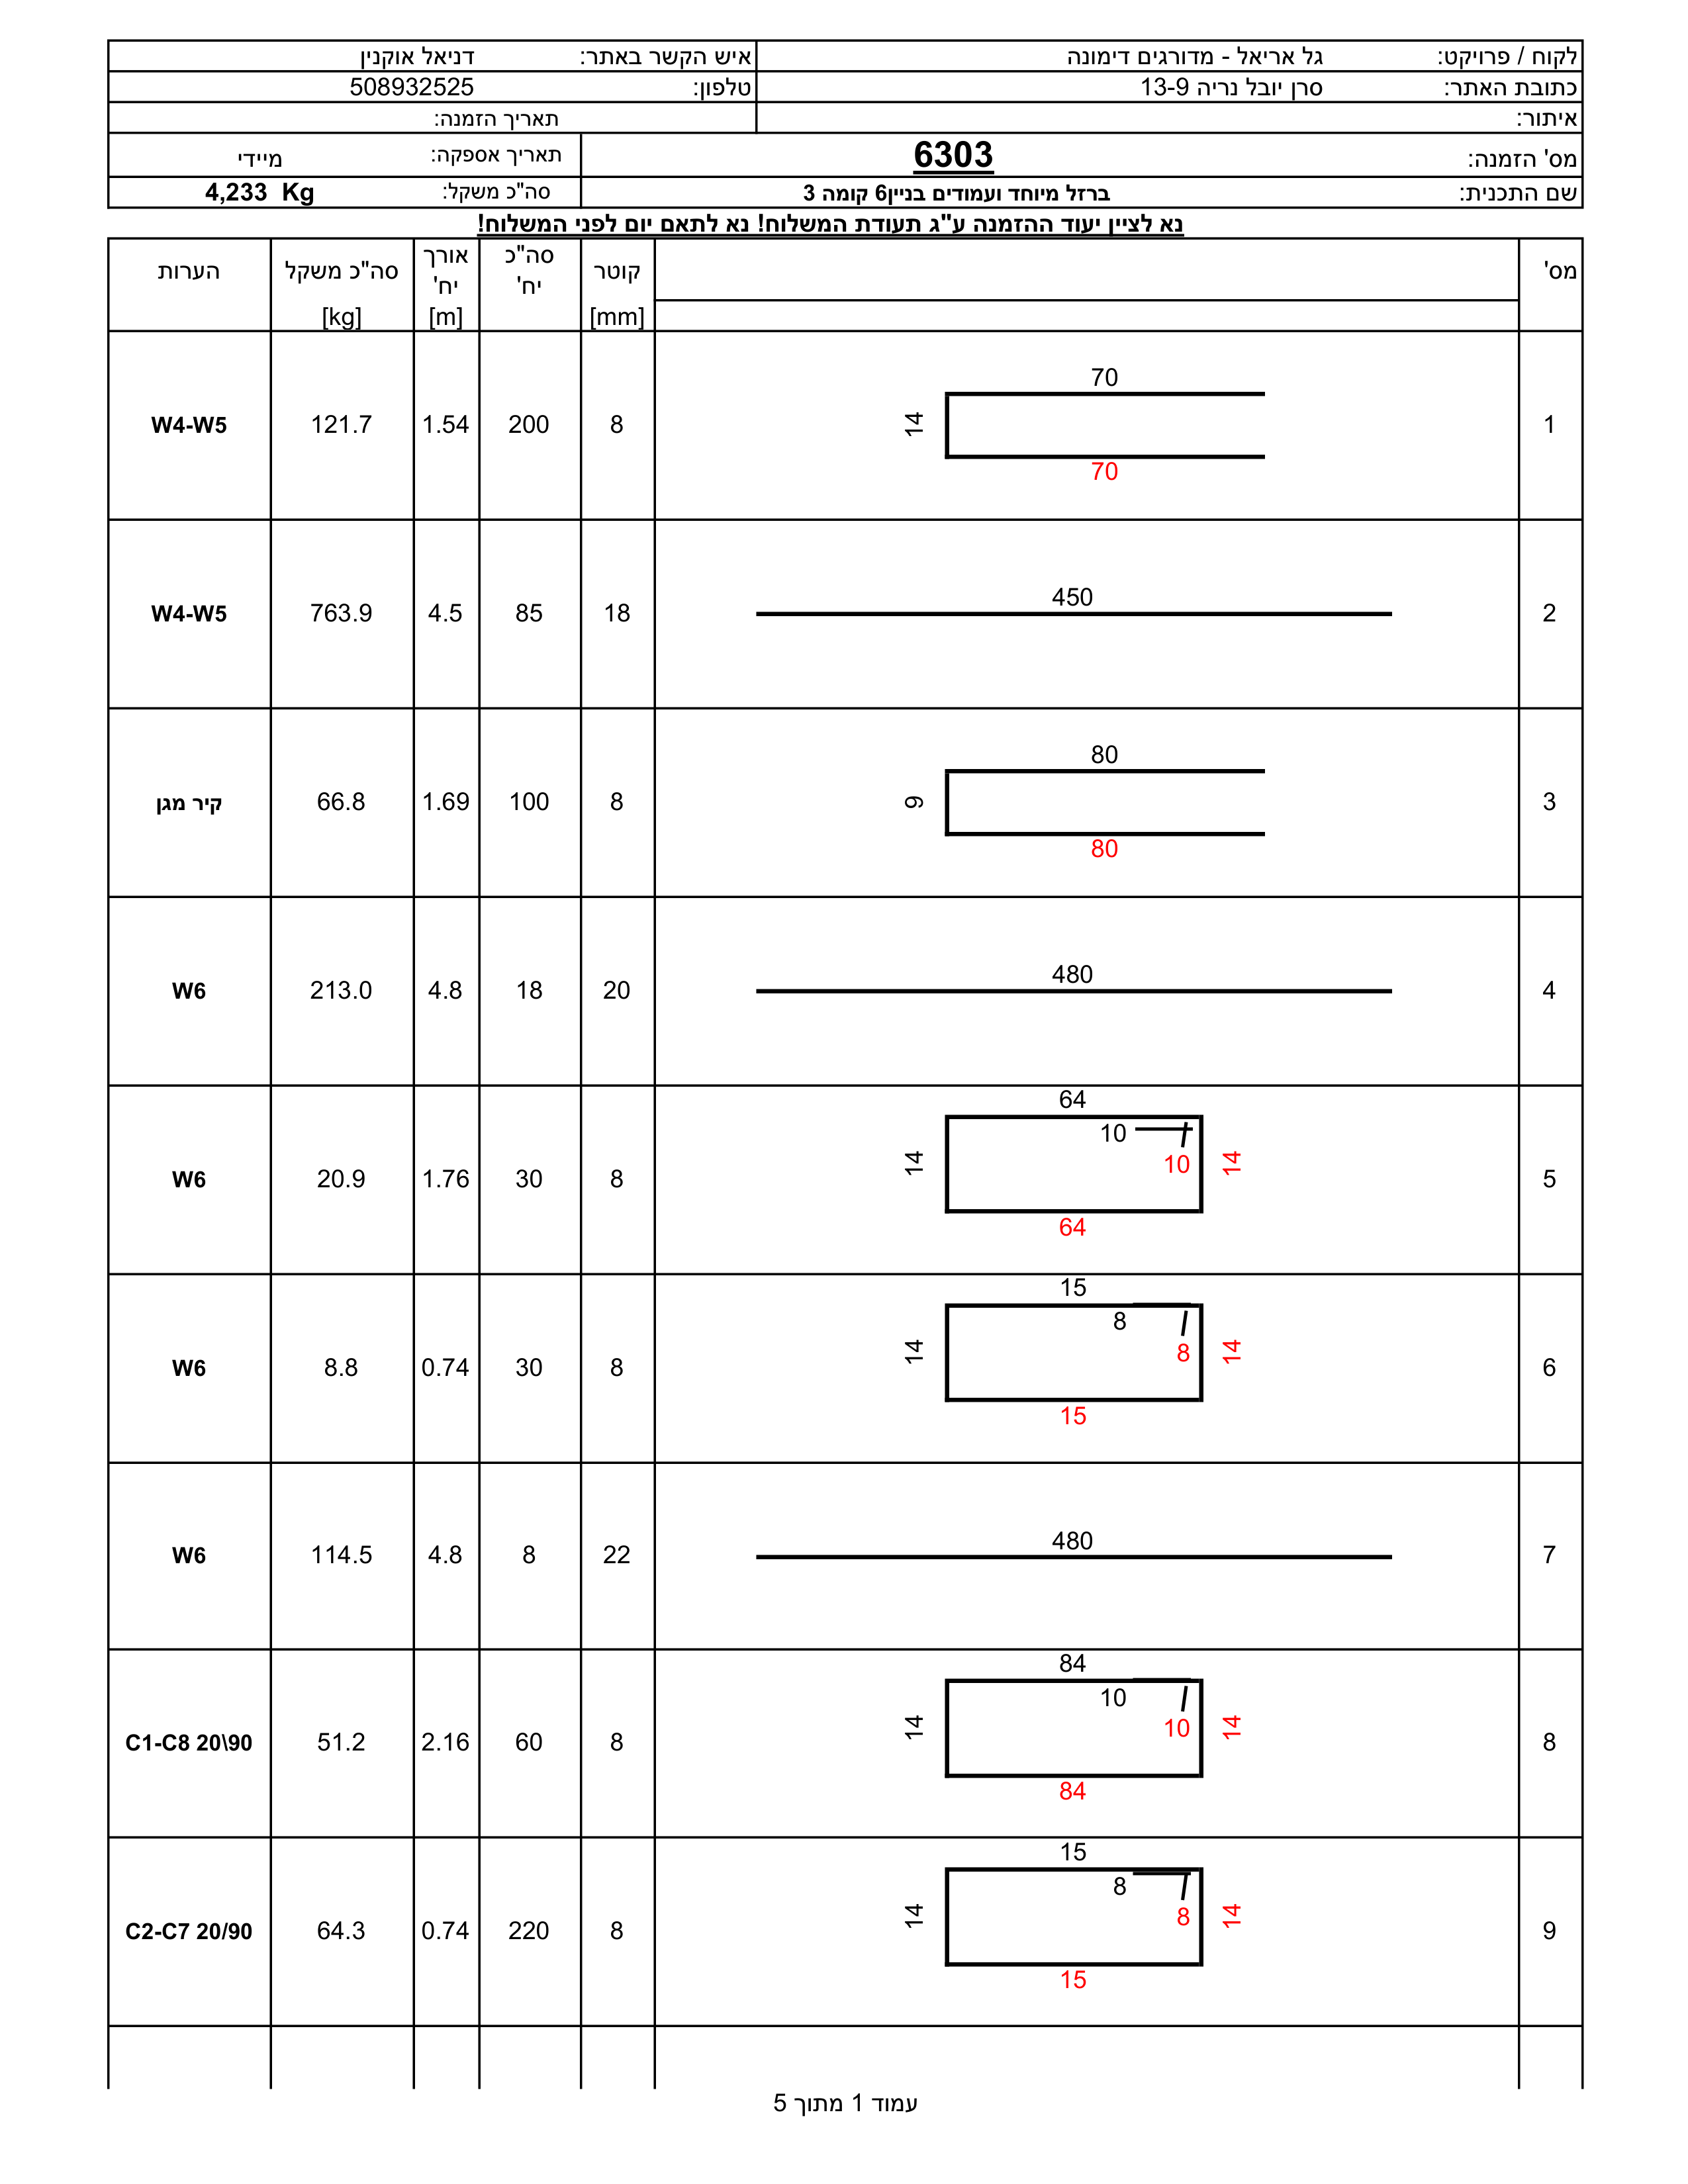 לקוח / פרויקט: גל אריאל - מדורגים דימונה איש הקשר באתר: דניאל אוקנין
כתובת האתר: סרן יובל נריה 13-9 טלפון: 508932525
איתור: תאריך הזמנה:
מס' הזמנה: 6303 תאריך אספקה: מיידי
שם התכנית: ברזל מיוחד ועמודים בניין6 קומה 3 סה"כ משקל: 4,233 Kg
נא לציין יעוד ההזמנה ע"ג תעודת המשלוח! נא לתאם יום לפני המשלוח!
מס' קוטר [mm] סה"כ יח' אורך יח' [m] סה"כ משקל [kg] הערות
1 70 14 70 8 200 1.54 121.7 W4-W5
2 450 18 85 4.5 763.9 W4-W5
3 80 9 80 8 100 1.69 66.8 קיר מגן
4 480 20 18 4.8 213.0 W6
5 64 10 10 14 14 64 8 30 1.76 20.9 W6
6 15 8 8 14 14 15 8 30 0.74 8.8 W6
7 480 22 8 4.8 114.5 W6
8 84 10 10 14 14 84 8 60 2.16 51.2 C1-C8 20\90
9 15 8 8 14 14 15 8 220 0.74 64.3 C2-C7 20/90
עמוד 1 מתוך 5